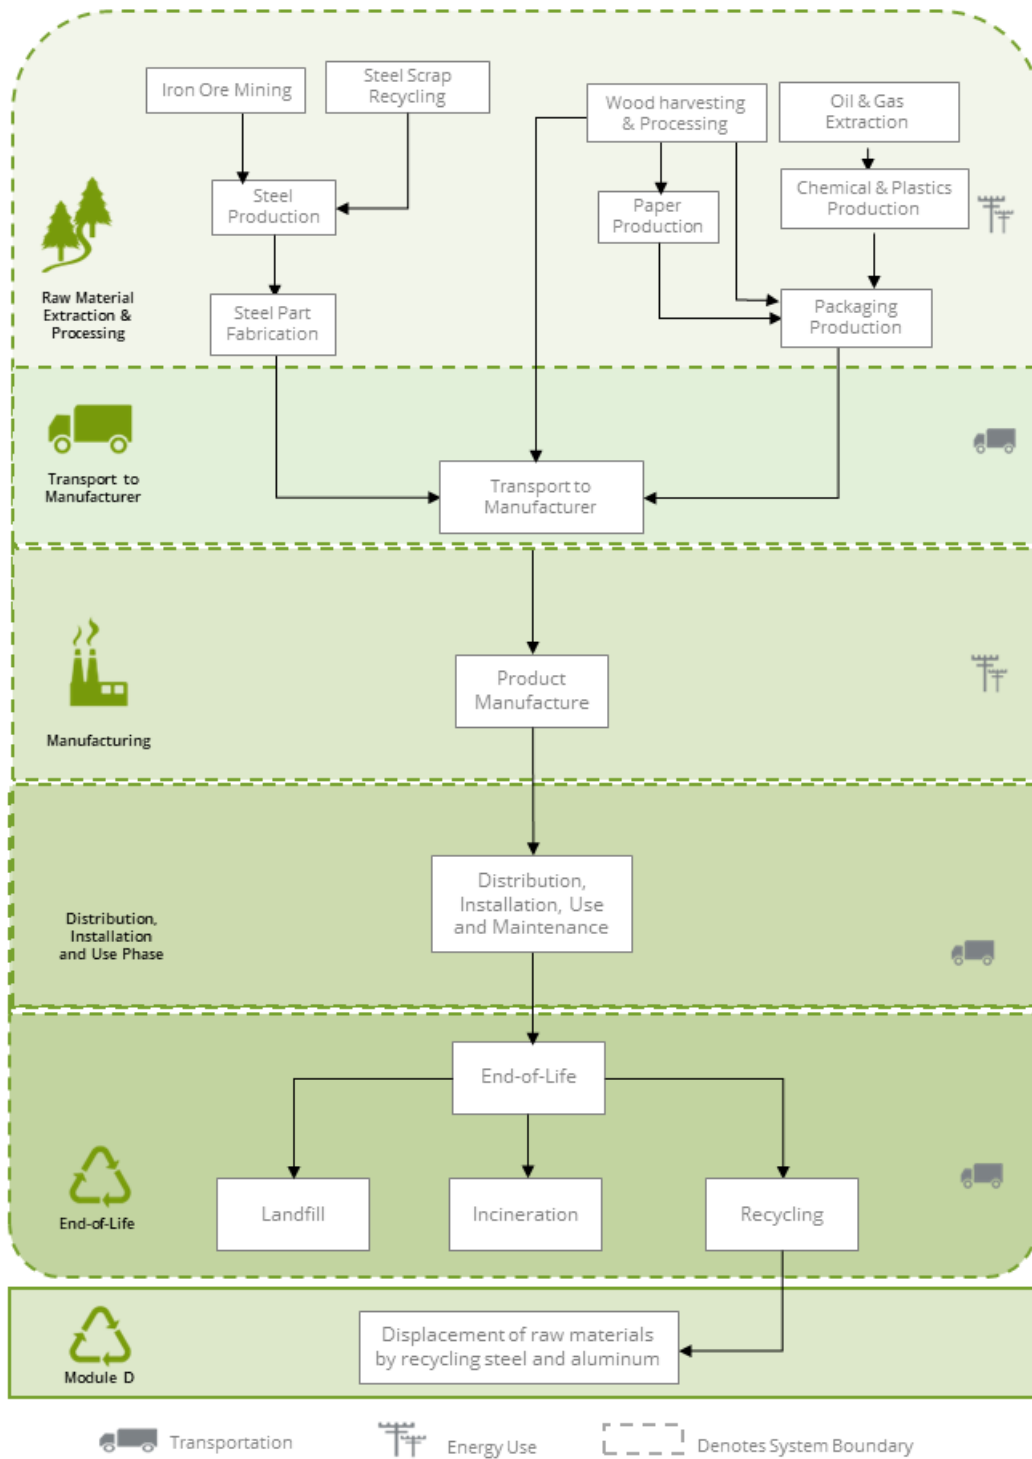 Iron Ore Mining
Steel Scrap
Recycling
Wood harvesting
& Processing
Oil & Gas
Extraction
Steel
Production
Paper
Production
Chemical & Plastics
Production
Raw Material
Extraction &
Processing
Steel Part
Fabrication
Packaging
Production
Transport to
Manufacturer
Transport to
Manufacturer
Product
Manufacture
Manufacturing
Distribution,
Installation, Use
and Maintenance
Distribution,
Installation
and Use Phase
End-of-Life
Landfill
Incineration
Recycling
End-of-Life
Displacement of raw materials
by recycling steel and aluminum
Module D
Transportation
Energy Use
Denotes System Boundary